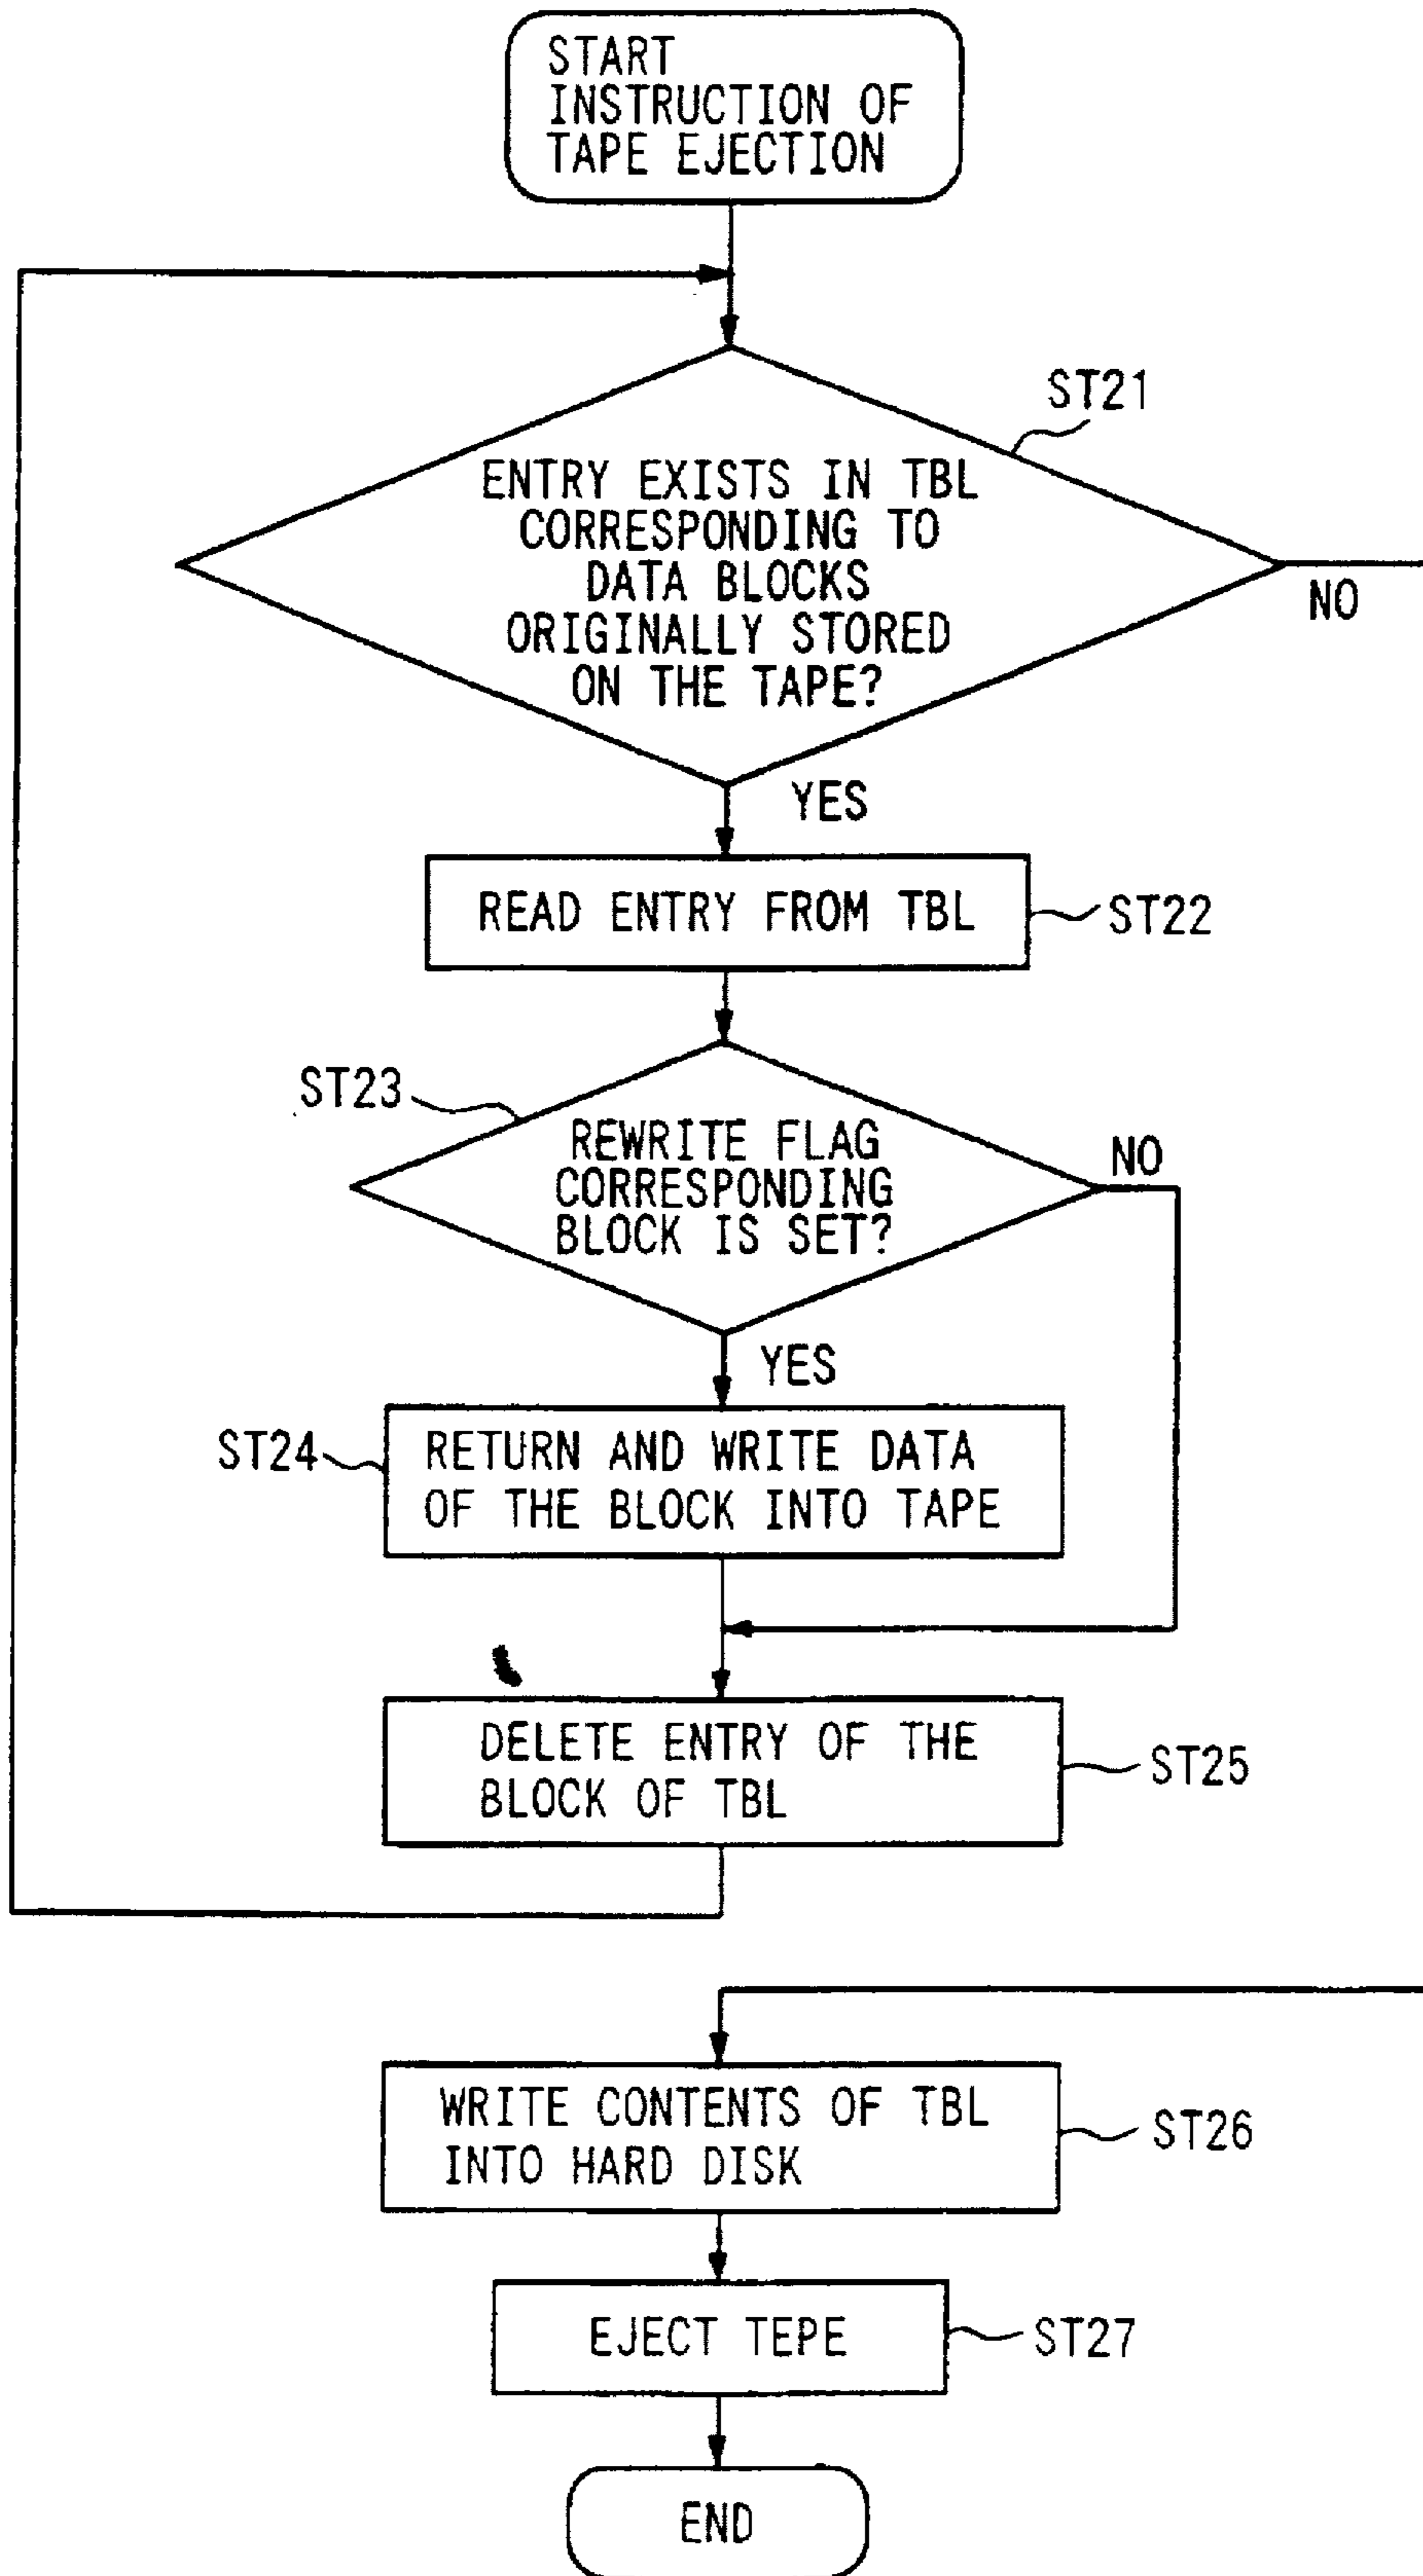 START
INSTRUCTION OF
TAPE EJECTION
ST21
ENTRY EXISTS IN TBL
CORRESPONDING TO
DATA BLOCKS
ORIGINALLY STORED
ON THE TAPE?
NO
YES
READ ENTRY FROM TBL
ST22
ST23
REWRITE FLAG
CORRESPONDING
BLOCK IS SET?
NO
YES
ST24
RETURN AND WRITE DATA
OF THE BLOCK INTO TAPE
DELETE ENTRY OF THE
BLOCK OF TBL
ST25
WRITE CONTENTS OF TBL
INTO HARD DISK
ST26
EJECT TEPE
ST27
END